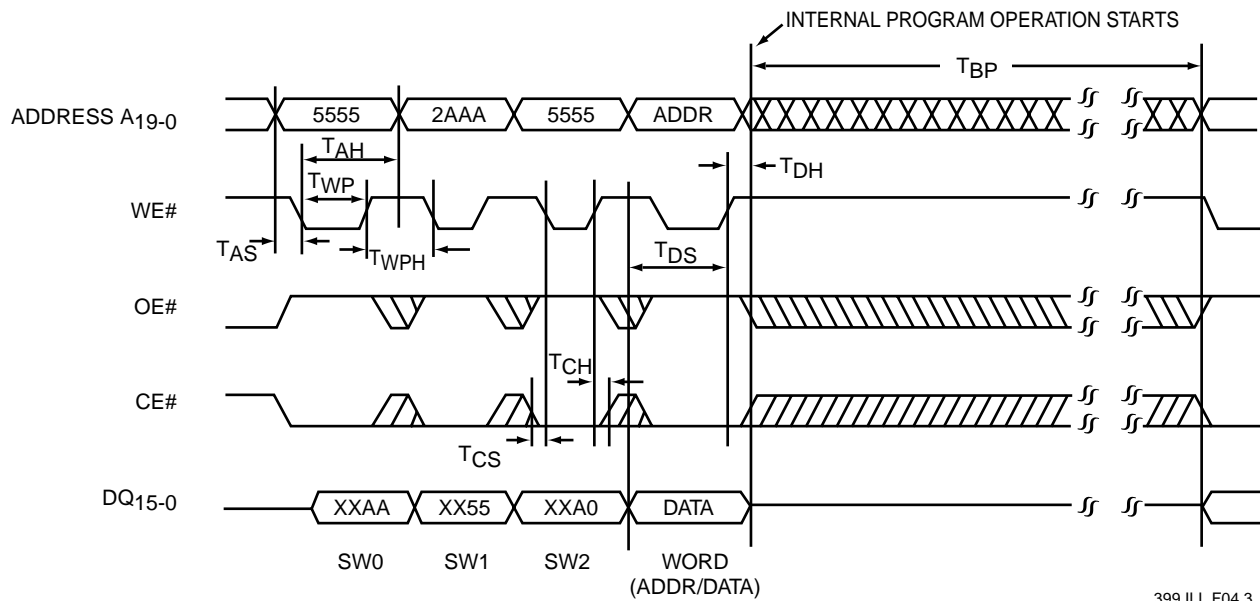 INTERNAL PROGRAM OPERATION STARTS
TBP
ADDRESS A19-0
5555
2AAA
5555
ADDR
TAH
TDH
TWP
WE#
TAS
TWPH
TDS
OE#
TCH
CE#
TCS
DQ15-0
XXAA
XX55
XXA0
DATA
SW0
SW1
SW2
WORD
(ADDR/DATA)